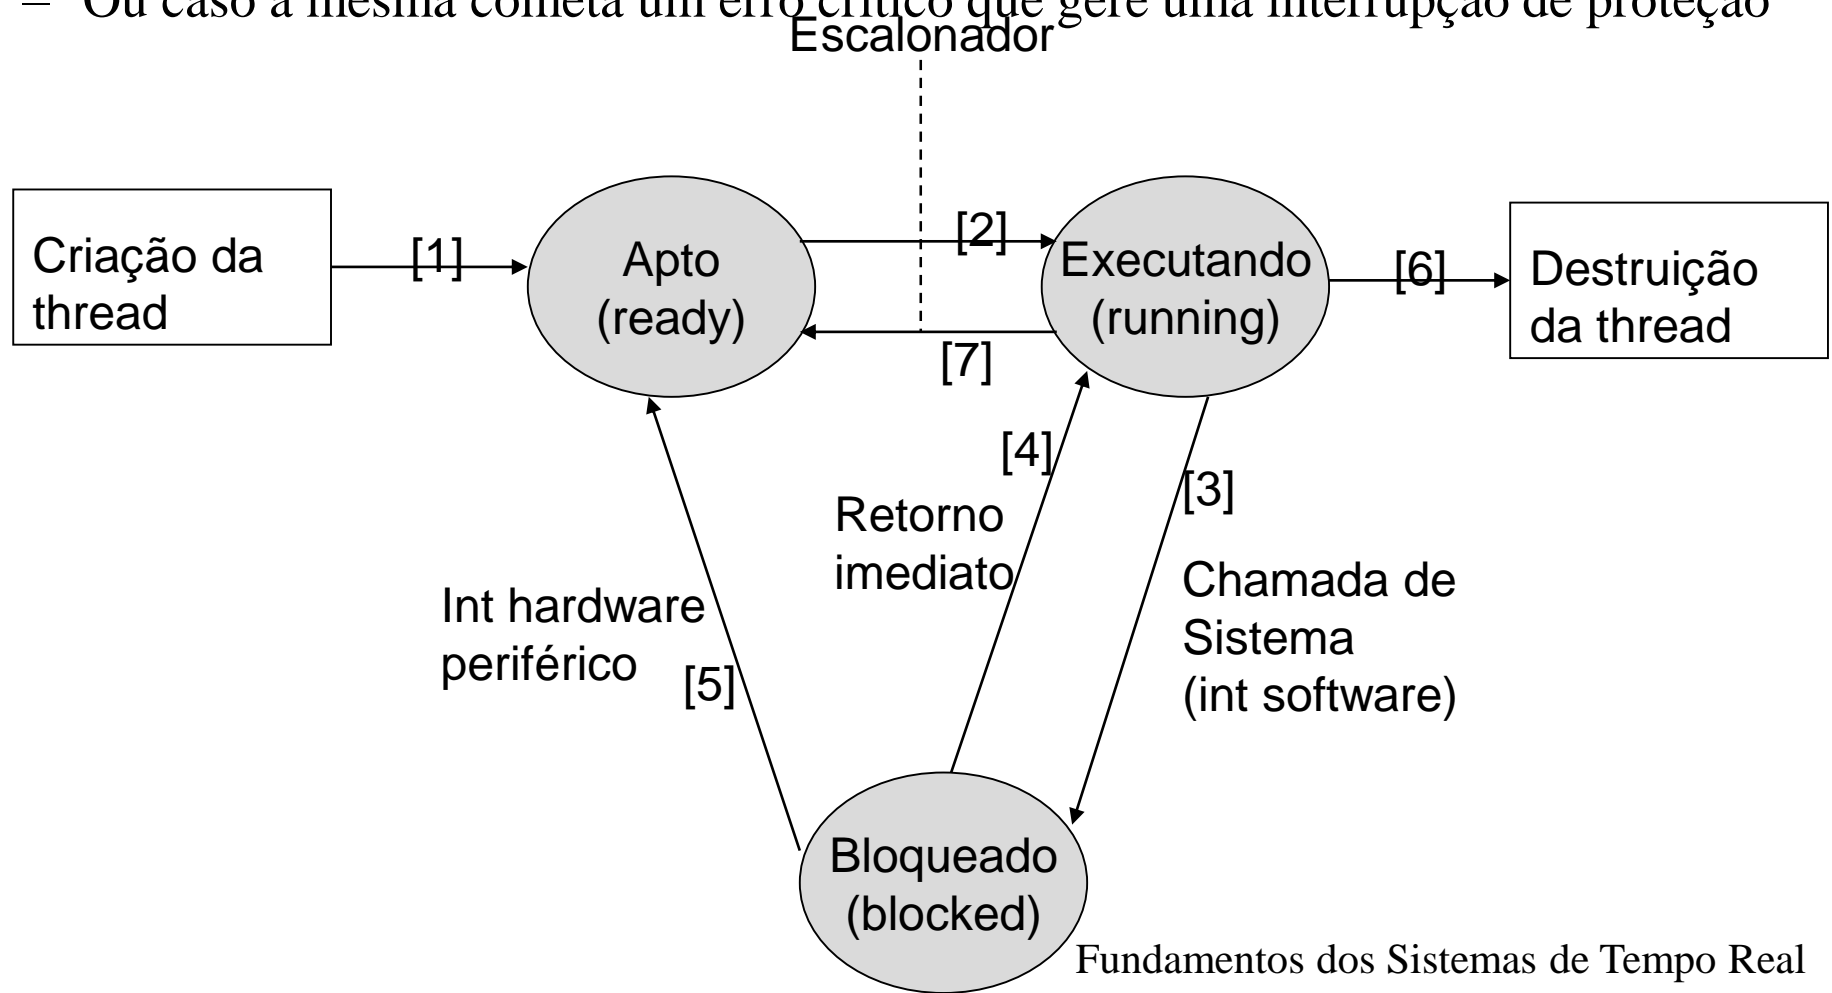 – Ou caso a mesma cometa um erro crítico que gere uma interrupção de proteção
Escalonador
Criação da
thread
[1]
Apto
(ready)
[2]
[7]
Executando
(running)
[6]
Destruição
da thread
[4]
Retorno
imediato
[3]
Chamada de
Sistema
(int software)
Int hardware
periférico
[5]
Bloqueado
(blocked)
Fundamentos dos Sistemas de Tempo Real